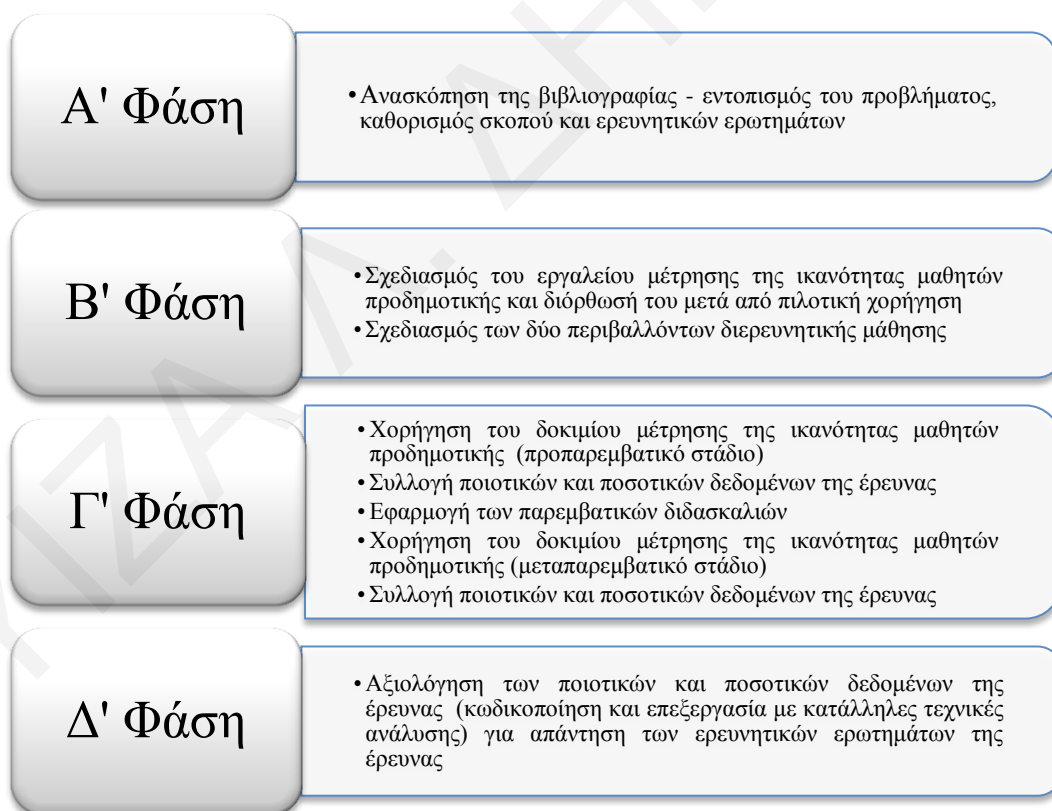 Α' Φάση
•Ανασκόπηση της βιβλιογραφίας - εντοπισμός του προβλήματος,
καθορισμός σκοπού και ερευνητικών ερωτημάτων
Β' Φάση
•Σχεδιασμός του εργαλείου μέτρησης της ικανότητας μαθητών
προδημοτικής και διόρθωσή του μετά από πιλοτική χορήγηση
•Σχεδιασμός των δύο περιβαλλόντων διερευνητικής μάθησης
Γ' Φάση
•Χορήγηση του δοκιμίου μέτρησης της ικανότητας μαθητών
προδημοτικής (προπαρεμβατικό στάδιο)
•Συλλογή ποιοτικών και ποσοτικών δεδομένων της έρευνας
•Εφαρμογή των παρεμβατικών διδασκαλιών
•Χορήγηση του δοκιμίου μέτρησης της ικανότητας μαθητών
προδημοτικής (μεταπαρεμβατικό στάδιο)
•Συλλογή ποιοτικών και ποσοτικών δεδομένων της έρευνας
Δ' Φάση
•Αξιολόγηση των ποιοτικών και ποσοτικών δεδομένων της
έρευνας (κωδικοποίηση και επεξεργασία με κατάλληλες τεχνικές
ανάλυσης) για απάντηση των ερευνητικών ερωτημάτων της
έρευνας